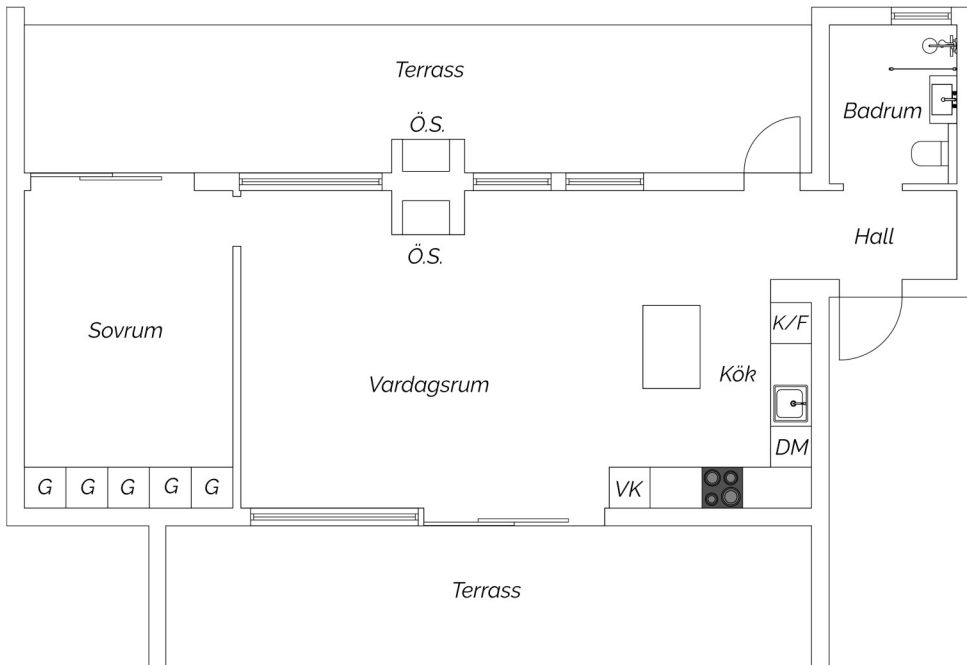 Terrass
Ö.S.
Badrum
Hall
Ö.S.
Sovrum
K/F
Vardagsrum
Kök
DM
G G G G G
VK
Terrass